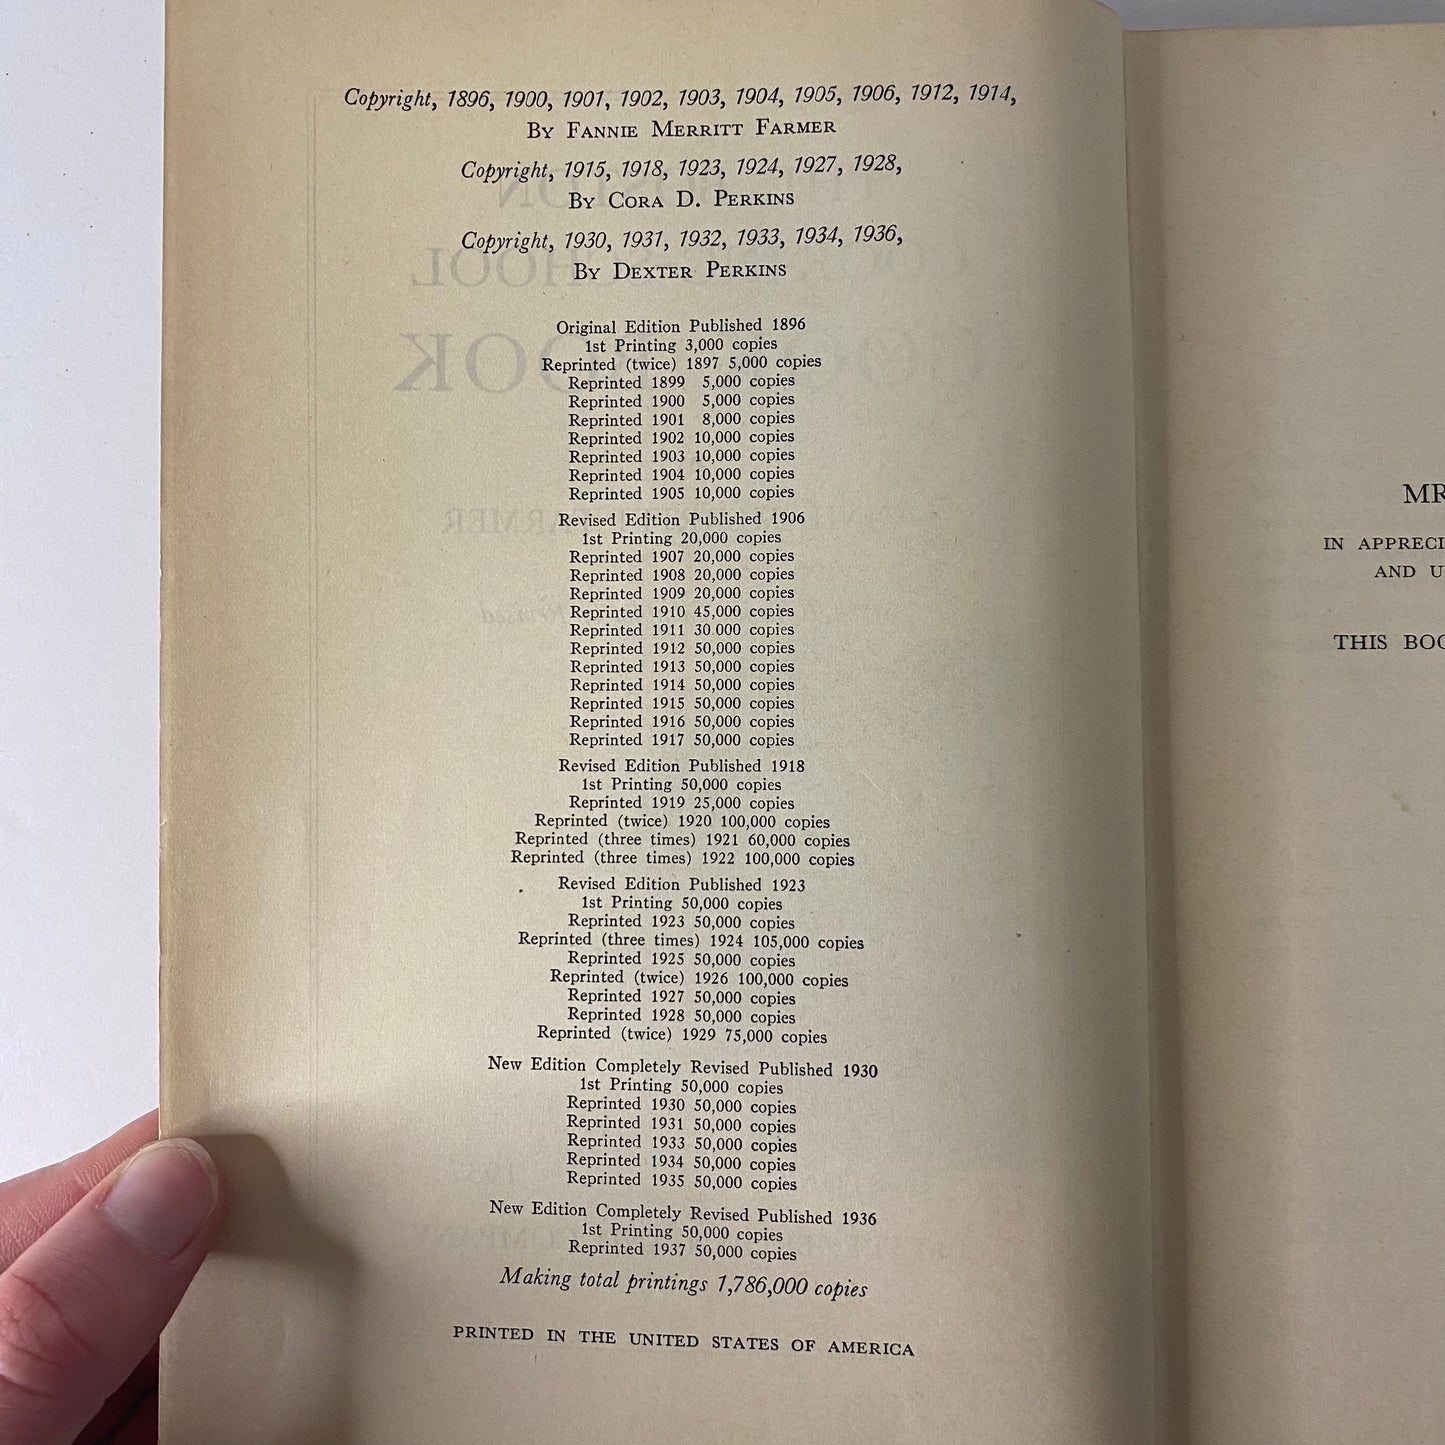 Copyright, 1896, 1900, 1901, 1902, 1903, 1904, 1905, 1906, 1912, 1914,
By Fannie Merritt Farmer
Copyright, 1915, 1918, 1923, 1924, 1927, 1928,
By Cora D. Perkins
Copyright, 1930, 1931, 1932, 1933, 1934, 1936,
By Dexter Perkins
Original Edition Published 1896
1st Printing 3,000 copies
Reprinted (twice) 1897 5,000 copies
Reprinted 1899 5,000 copies
Reprinted 1900 5,000 copies
Reprinted 1901 8,000 copies
Reprinted 1902 10,000 copies
Reprinted 1903 10,000 copies
Reprinted 1904 10,000 copies
Reprinted 1905 10,000 copies
Revised Edition Published 1906
1st Printing 20,000 copies
Reprinted 1907 20,000 copies
Reprinted 1908 20,000 copies
Reprinted 1909 20,000 copies
Reprinted 1910 45,000 copies
Reprinted 1911 30 000 copies
Reprinted 1912 50,000 copies
Reprinted 1913 50,000 copies
Reprinted 1914 50,000 copies
Reprinted 1915 50,000 copies
Reprinted 1916 50,000 copies
Reprinted 1917 50,000 copies
Revised Edition Published 1918
1st Printing 50,000 copies
Reprinted 1919 25,000 copies
Reprinted (twice) 1920 100,000 copies
Reprinted (three times) 1921 60,000 copies
Reprinted (three times) 1922 100,000 copies
Revised Edition Published 1923
1st Printing 50,000 copies
Reprinted 1923 50,000 copies
Reprinted (three times) 1924 105,000 copies
Reprinted 1925 50,000 copies
Reprinted (twice) 1926 100,000 copies
Reprinted 1927 50,000 copies
Reprinted 1928 50,000 copies
Reprinted (twice) 1929 75,000 copies
New Edition Completely Revised Published 1930
1st Printing 50,000 copies
Reprinted 1930 50,000 copies
Reprinted 1931 50,000 copies
Reprinted 1933 50,000 copies
Reprinted 1934 50,000 copies
Reprinted 1935 50,000 copies
New Edition Completely Revised Published 1936
1st Printing 50,000 copies
Reprinted 1937 50,000 copies
Making total printings 1,786,000 copies
PRINTED IN THE UNITED STATES OF AMERICA
MR
IN APPRECI
AND U
THIS BOO